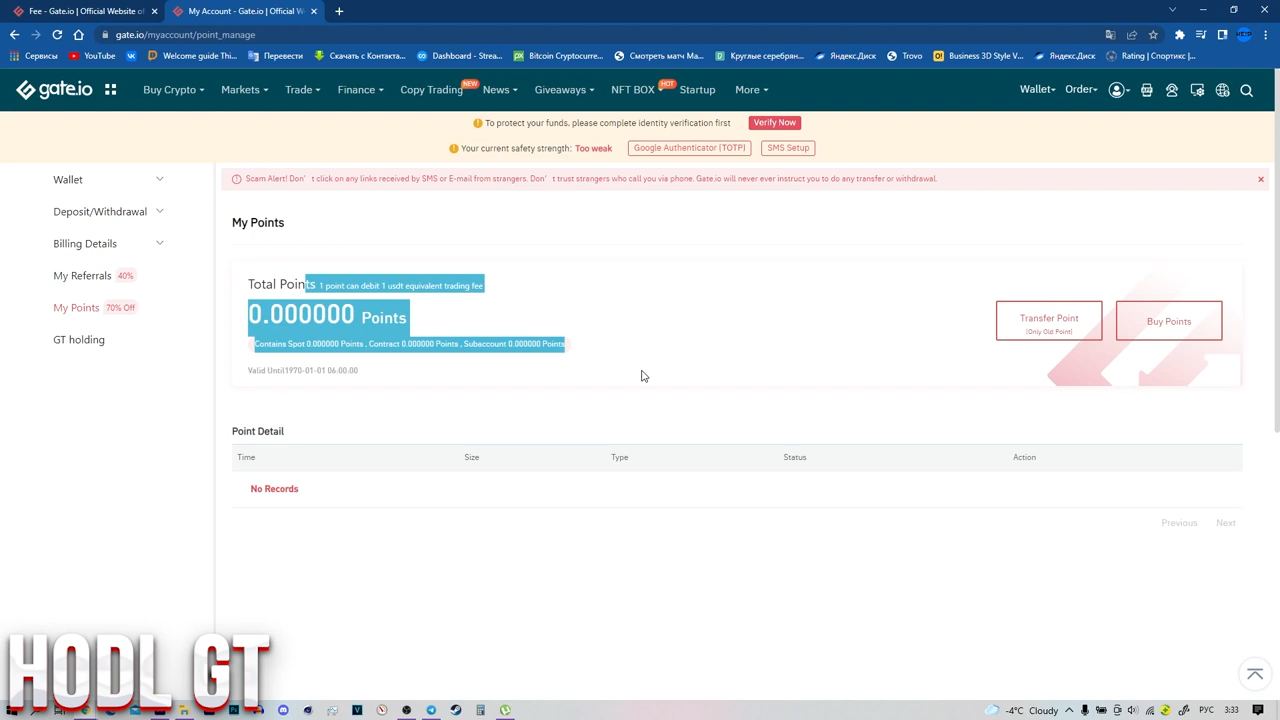 Fee - Gate.io | Official Website of
My Account - Gate.io | Official W
gate.io/myaccount/point_manage
Сервисы
YouTube
Welcome guide *...
Скачать с Контакта...
Dashboard - Strea...
Bitcoin Cryptocurr...
Смотреть матч М...
Круглые серебрян...
Яндекс.Диск
Trovo
Business 3D Style V...
Яндекс.Диск
Rating | Спортив |...
gate.io
Buy Crypto
Markets
Trade
Finance
Copy Trading
NEW
News
Giveaways
NFT BOX
HOT
Startup
More
Wallet
Order
To protect your funds, please complete identity verification first
Verify Now
Your current safety strength: Too weak
Google Authenticator (TOTP)
SMS Setup
Wallet
Deposit/Withdrawal
Billing Details
My Referrals 40%
My Points 70% Off
GT holding
Scam Alert! Don't click on any links received by SMS or E-mail from strangers. Don't trust strangers who call you via phone. Gate.io will never ever instruct you to do any transfer or withdrawal.
My Points
Total Points 1 point can debit 1 usdt equivalent trading fee
0.000000 Points
Contains Spot 0.000000 Points , Contract 0.000000 Points , Subaccount 0.000000 Points
Valid Until1970-01-01 06:00:00
Transfer Point
(Only Old Point)
Buy Points
Point Detail
Time Size Type Status Action
No Records
Previous Next
HODL GT
-4°C Cloudy
РУС
3:33